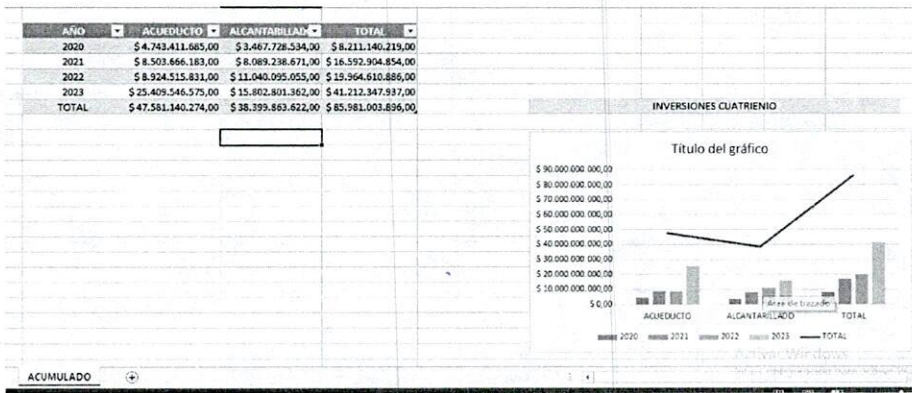 AÑO ACUEDUCTO ALCANTARILLADO TOTAL
2020 $ 4.743.411.685,00 $ 3.467.728.534,00 $ 8.211.140.219,00
2021 $ 8.503.666.183,00 $ 8.089.238.671,00 $ 16.592.904.854,00
2022 $ 8.924.515.831,00 $ 11.040.095.055,00 $ 19.964.610.886,00
2023 $ 25.409.546.575,00 $ 15.802.801.362,00 $ 41.212.347.937,00
TOTAL $ 47.581.140.274,00 $ 38.399.863.622,00 $ 85.981.003.896,00
INVERSIONES CUATRIENIO
Título del gráfico
$ 90.000.000.000,00
$ 80.000.000.000,00
$ 70.000.000.000,00
$ 60.000.000.000,00
$ 50.000.000.000,00
$ 40.000.000.000,00
$ 30.000.000.000,00
$ 20.000.000.000,00
$ 10.000.000.000,00
$ 0,00
Área de trazado
ACUEDUCTO ALCANTARILLADO TOTAL
2020 2021 2022 2023 TOTAL
Activar Windows
ACUMULADO